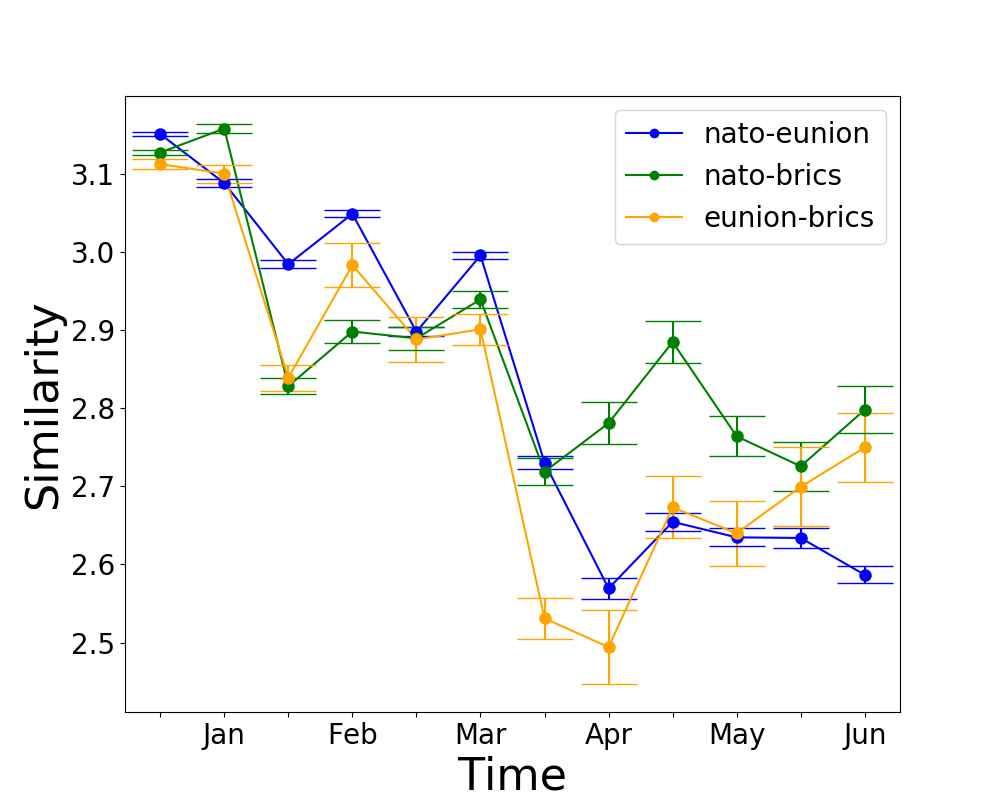 nato-eunion
nato-brics
eunion-brics
3.1
3.0
2.9
2.8
2.7
2.6
2.5
Similarity
Jan Feb Mar Apr May Jun
Time